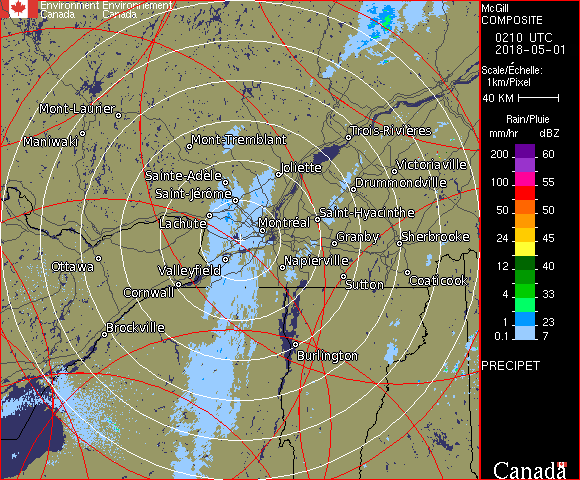 Environment Environnement
Canada Canada
McGill
COMPOSITE
0210 UTC
2018-05-01
Scale/Échelle:
1km/Pixel
40 KM
Rain/Pluie
mm/hr dBZ
200 60
100 55
50 50
24 45
12 40
4 33
1 23
0.1 7
PRECIPET
Canada
Mont-Laurier
Maniwaki
Mont-Tremblant
Trois-Rivières
Joliette
Victoriaville
Sainte-Adèle
Drummondville
Saint-Jérôme
Saint-Hyacinthe
Lachute
Montréal
Granby
Sherbrooke
Ottawa
Valleyfield
Napierville
Cornwall
Sutton
Coaticook
Brockville
Burlington